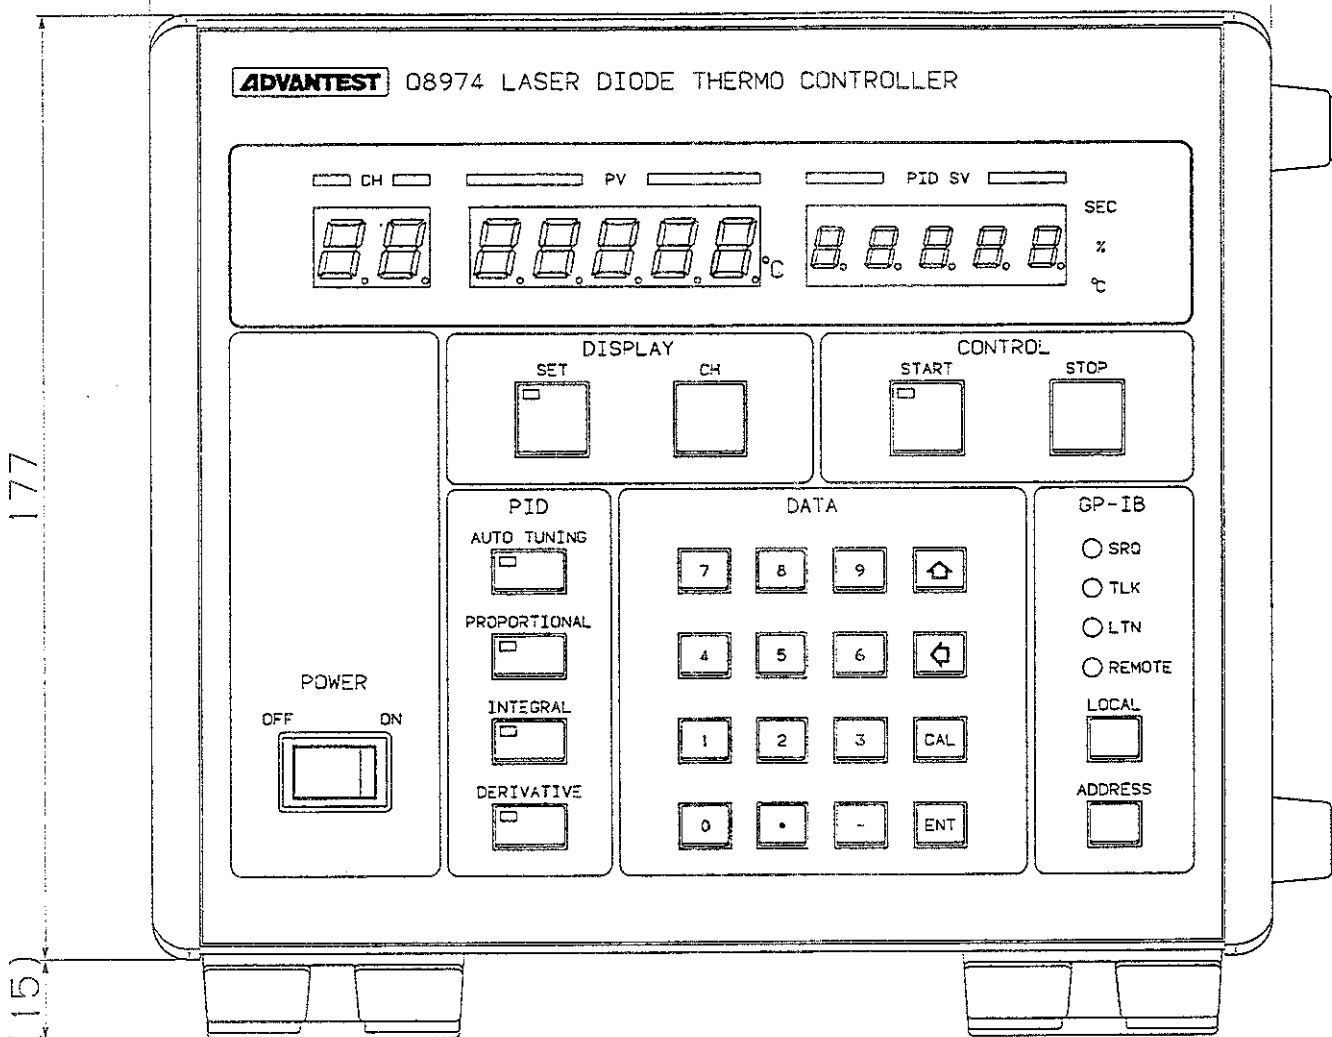 ADVANTEST Q8974 LASER DIODE THERMO CONTROLLER
CH PV PID SV
SEC
%
°C
°C
DISPLAY
SET CH
CONTROL
START STOP
POWER
OFF ON
PID
AUTO TUNING
PROPORTIONAL
INTEGRAL
DERIVATIVE
DATA
7 8 9
4 5 6
1 2 3 CAL
0 • - ENT
GP-IB
SRQ
TLK
LTN
REMOTE
LOCAL
ADDRESS
177
15)